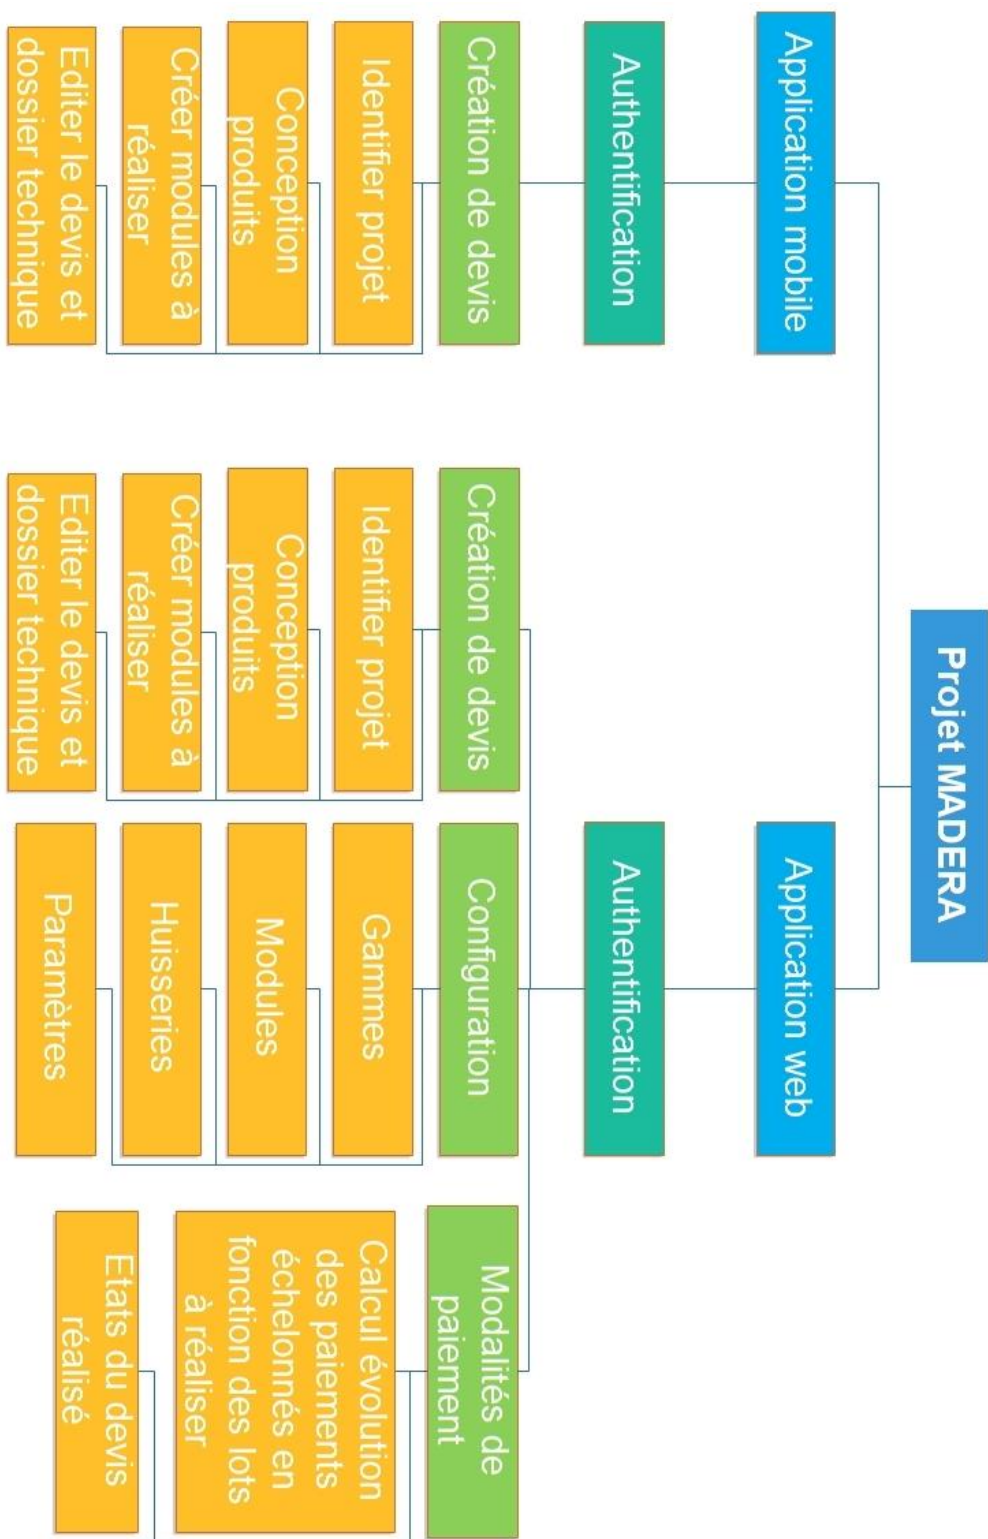 Projet MADERA
Application mobile
Application web
Authentification
Authentification
Création de devis
Création de devis
Configuration
Modalités de
paiement
Identifier projet
Conception
produits
Créer modules à
réaliser
Editer le devis et
dossier technique
Identifier projet
Conception
produits
Créer modules à
réaliser
Editer le devis et
dossier technique
Gammes
Modules
Huisseries
Paramètres
Calcul évolution
des paiements
échelonnés en
fonction des lots
à réaliser
Etats du devis
réalisé